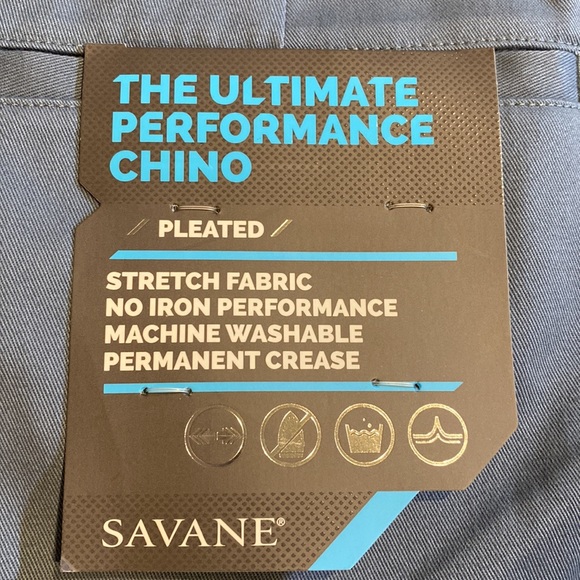 THE ULTIMATE
PERFORMANCE
CHINO
PLEATED
STRETCH FABRIC
NO IRON PERFORMANCE
MACHINE WASHABLE
PERMANENT CREASE
SAVANE®